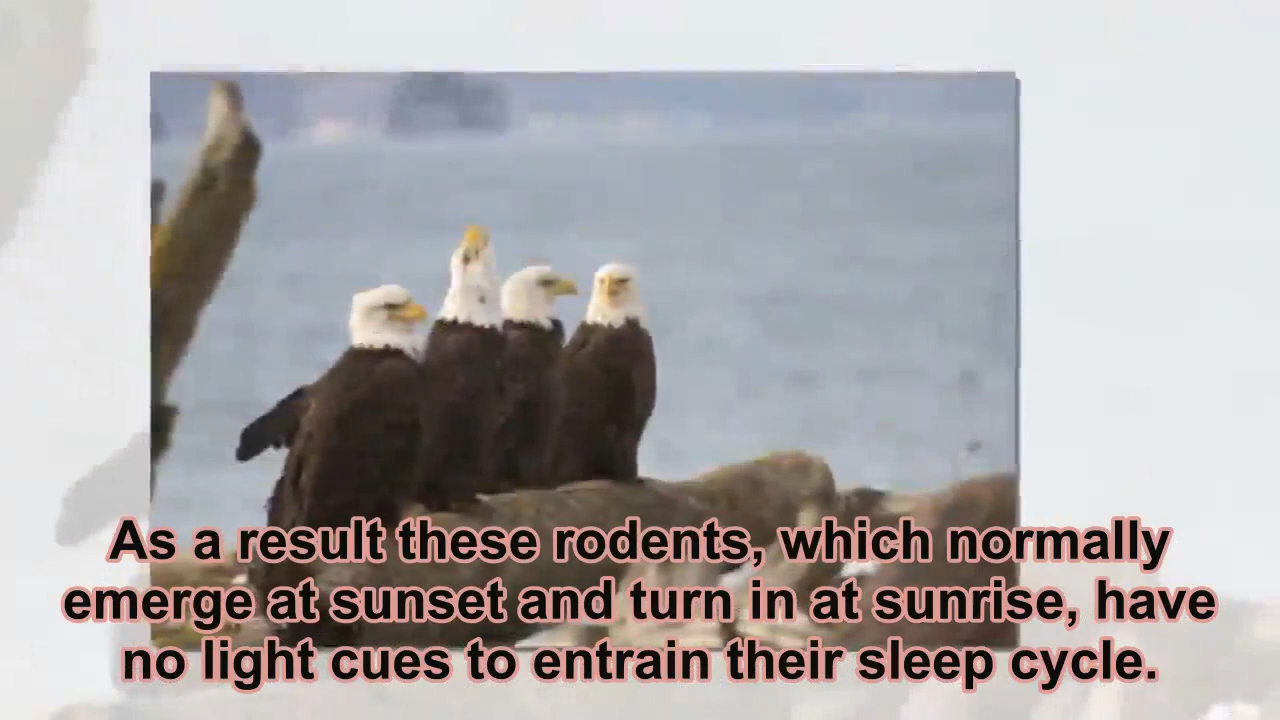 As a result these rodents, which normally
emerge at sunset and turn in at sunrise, have
no light cues to entrain their sleep cycle.